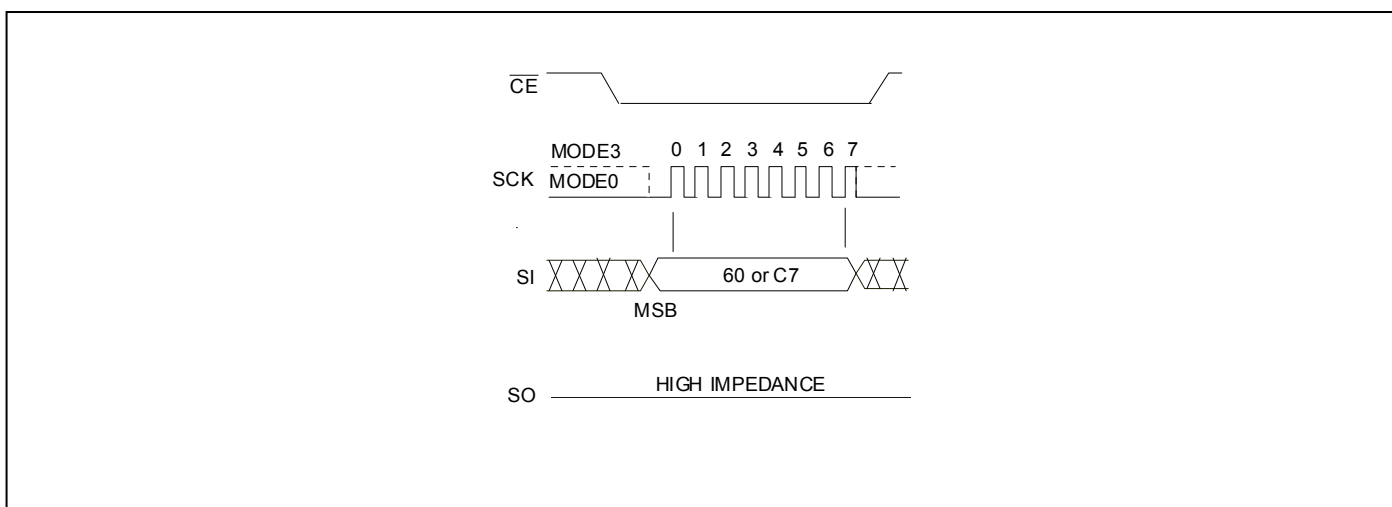 CE
MODE3 0 1 2 3 4 5 6 7
SCK MODE0
SI 60 or C7
MSB
SO HIGH IMPEDANCE